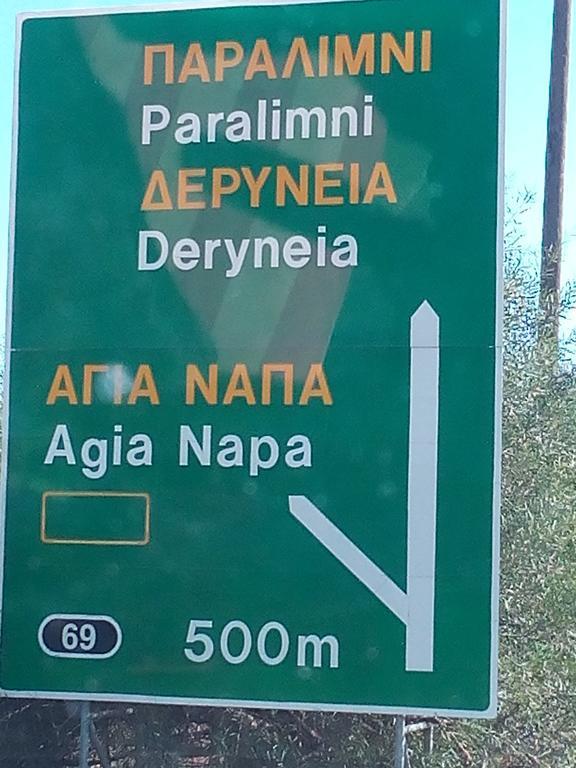 ΠΑΡΑΛΙΜΝΙ
Paralimni
ΔΕΡΥΝΕΙΑ
Deryneia
ΑΓΙΑ ΝΑΠΑ
Agia Napa
69 500m